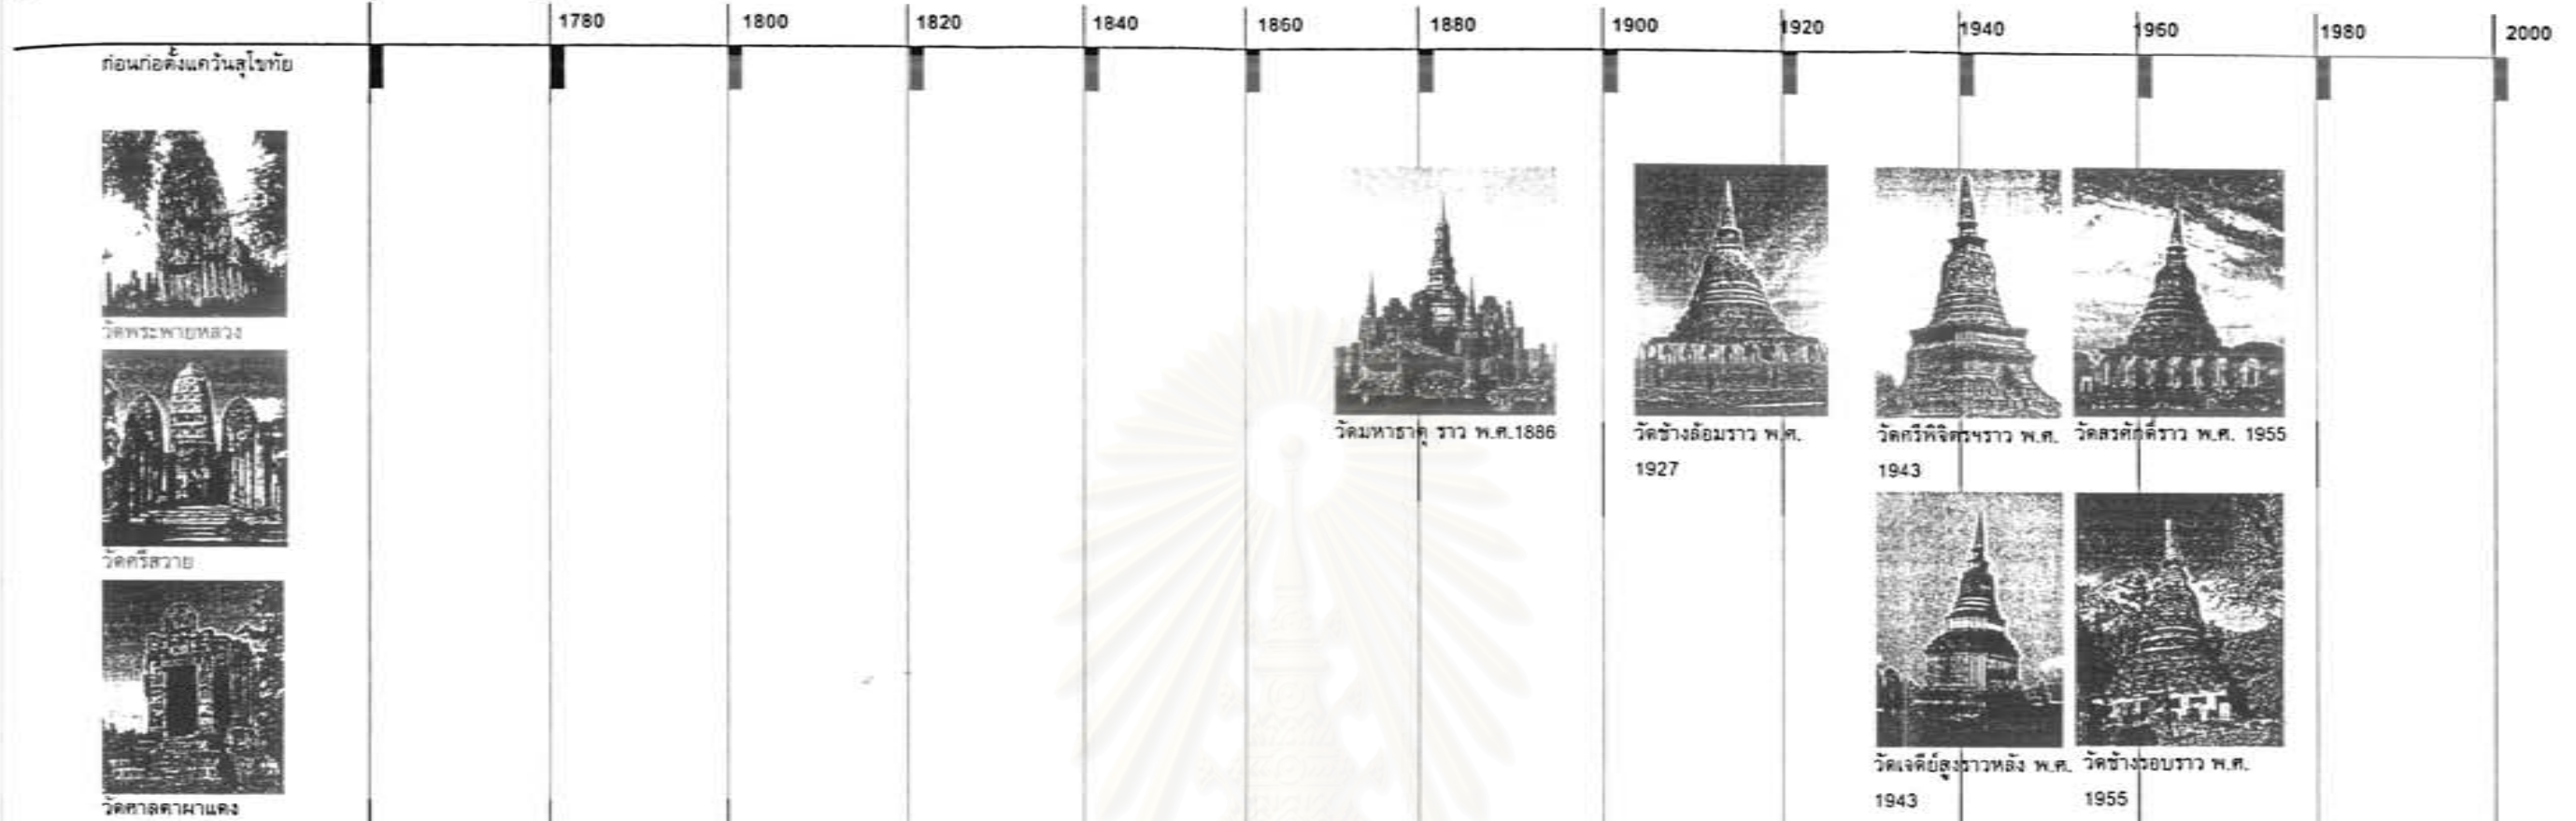 1780 1800 1820 1840 1860 1880 1900 1920 1940 1960 1980 2000
ก่อนก่อตั้งแคว้นสุโขทัย
วัดพระพายหลวง
วัดศรีสวาย
วัดศาลตาผาแดง
วัดมหาธาตุ ราว พ.ศ.1886
วัดช้างล้อมราว พ.ศ.
1927
วัดศรีพิจิตรฯราว พ.ศ.
1943
วัดสรศักดิ์ราว พ.ศ. 1955
วัดเจดีย์สูงราวหลัง พ.ศ.
1943
วัดช้างรอบราว พ.ศ.
1955